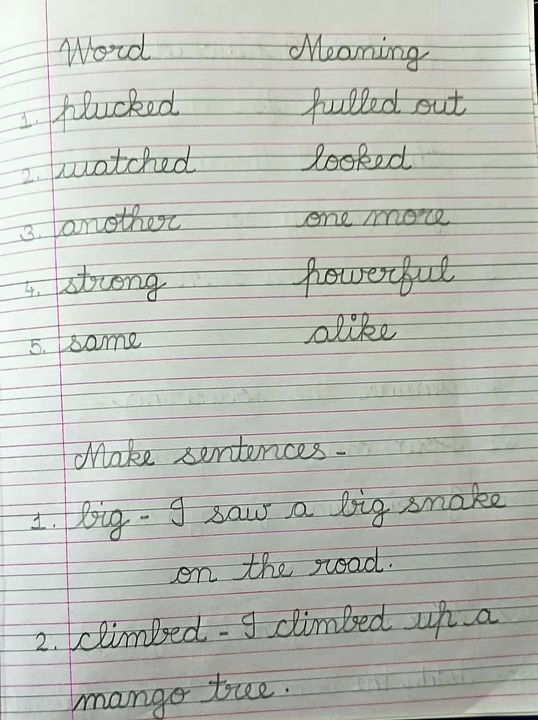 Word Meaning
1. plucked pulled out
2. watched looked
3. another one more
4. strong powerful
5. same alike
Make sentences -
1. big - I saw a big snake
on the road.
2. climbed - I climbed up a
mango tree.